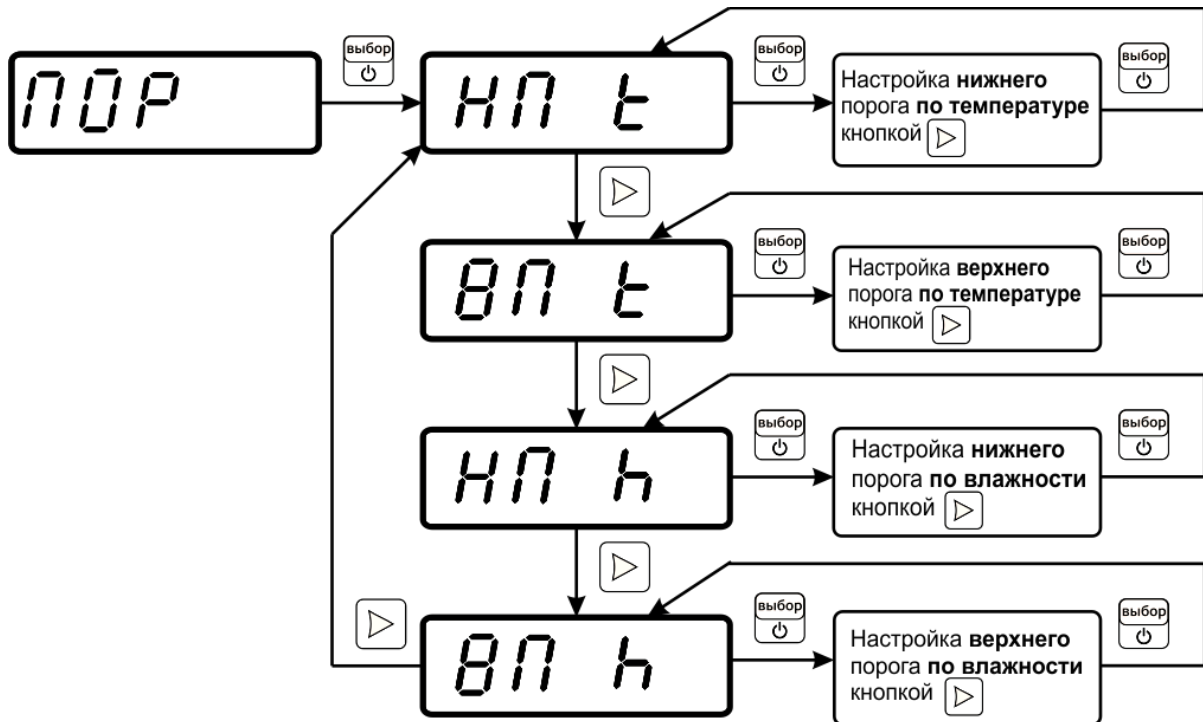 выбор
выбор
выбор
ПОР
НП t
Настройка нижнего
порога по температуре
кнопкой
выбор
выбор
ВП t
Настройка верхнего
порога по температуре
кнопкой
выбор
выбор
НП h
Настройка нижнего
порога по влажности
кнопкой
выбор
выбор
ВП h
Настройка верхнего
порога по влажности
кнопкой